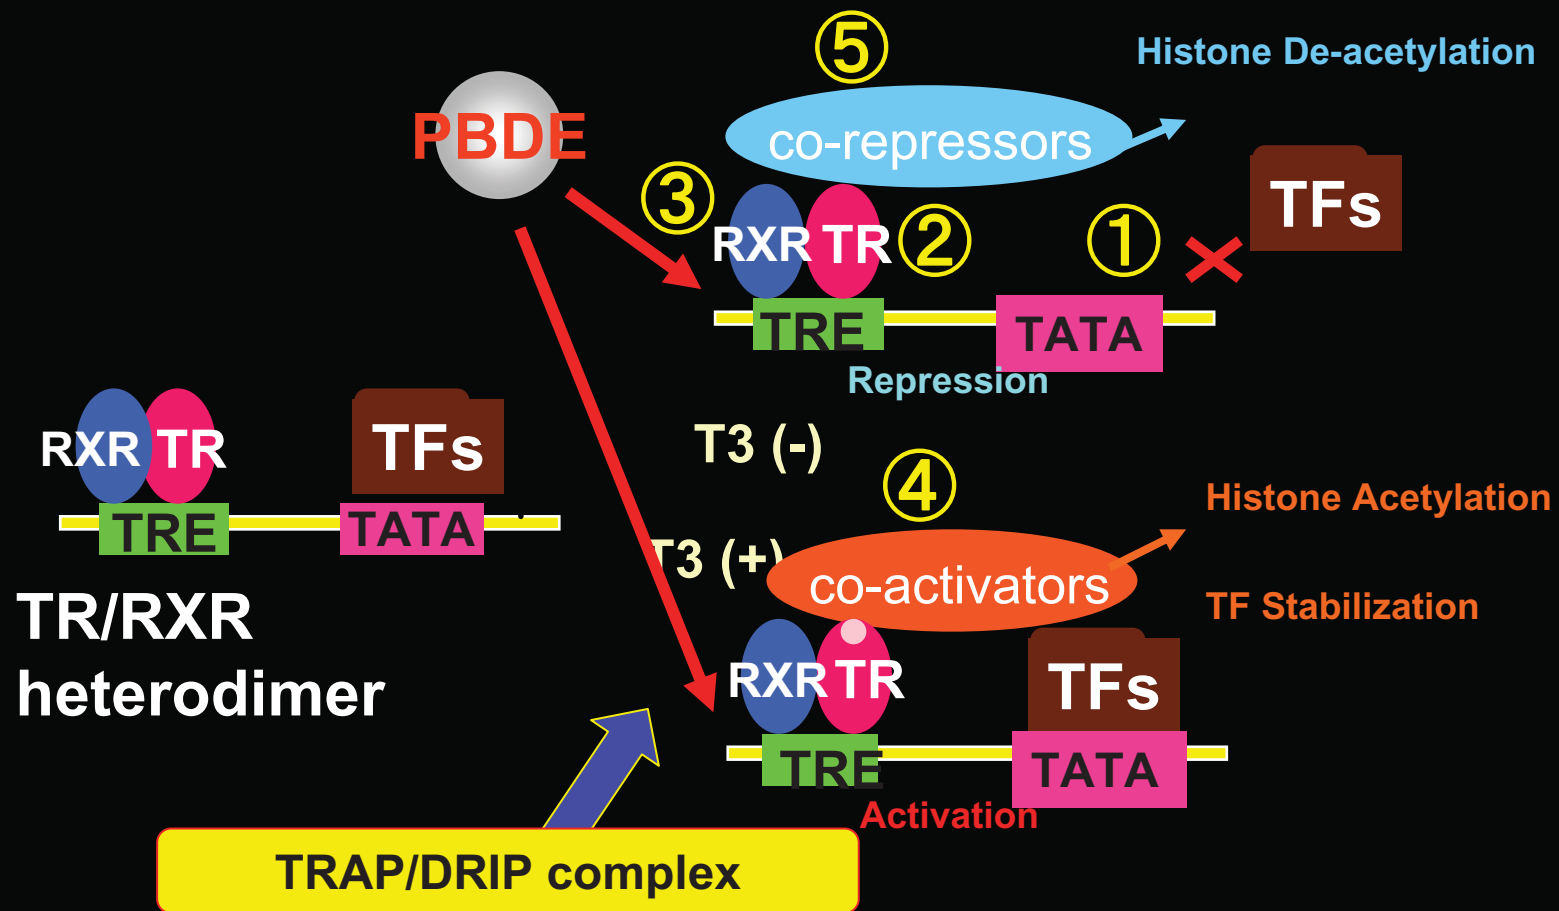 ⑤
Histone De-acetylation
PBDE
co-repressors
③
TFs
RXR TR
②
①
TRE
TATA
Repression
RXR TR
TFs
T3 (-)
④
Histone Acetylation
TRE
TATA
T3 (+)
co-activators
TF Stabilization
TR/RXR
heterodimer
RXR TR
TFs
TRE
TATA
Activation
TRAP/DRIP complex